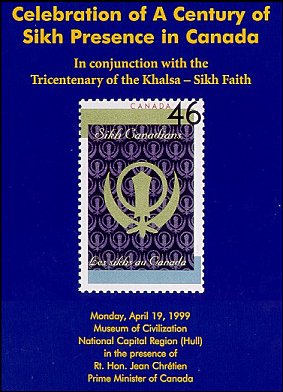 Celebration of A Century of
Sikh Presence in Canada
In conjunction with the
Tricentenary of the Khalsa – Sikh Faith
CANADA
46
Sikh Canadians
Les sikhs au Canada
Monday, April 19, 1999
Museum of Civilization
National Capital Region (Hull)
in the presence of
Rt. Hon. Jean Chrétien
Prime Minister of Canada